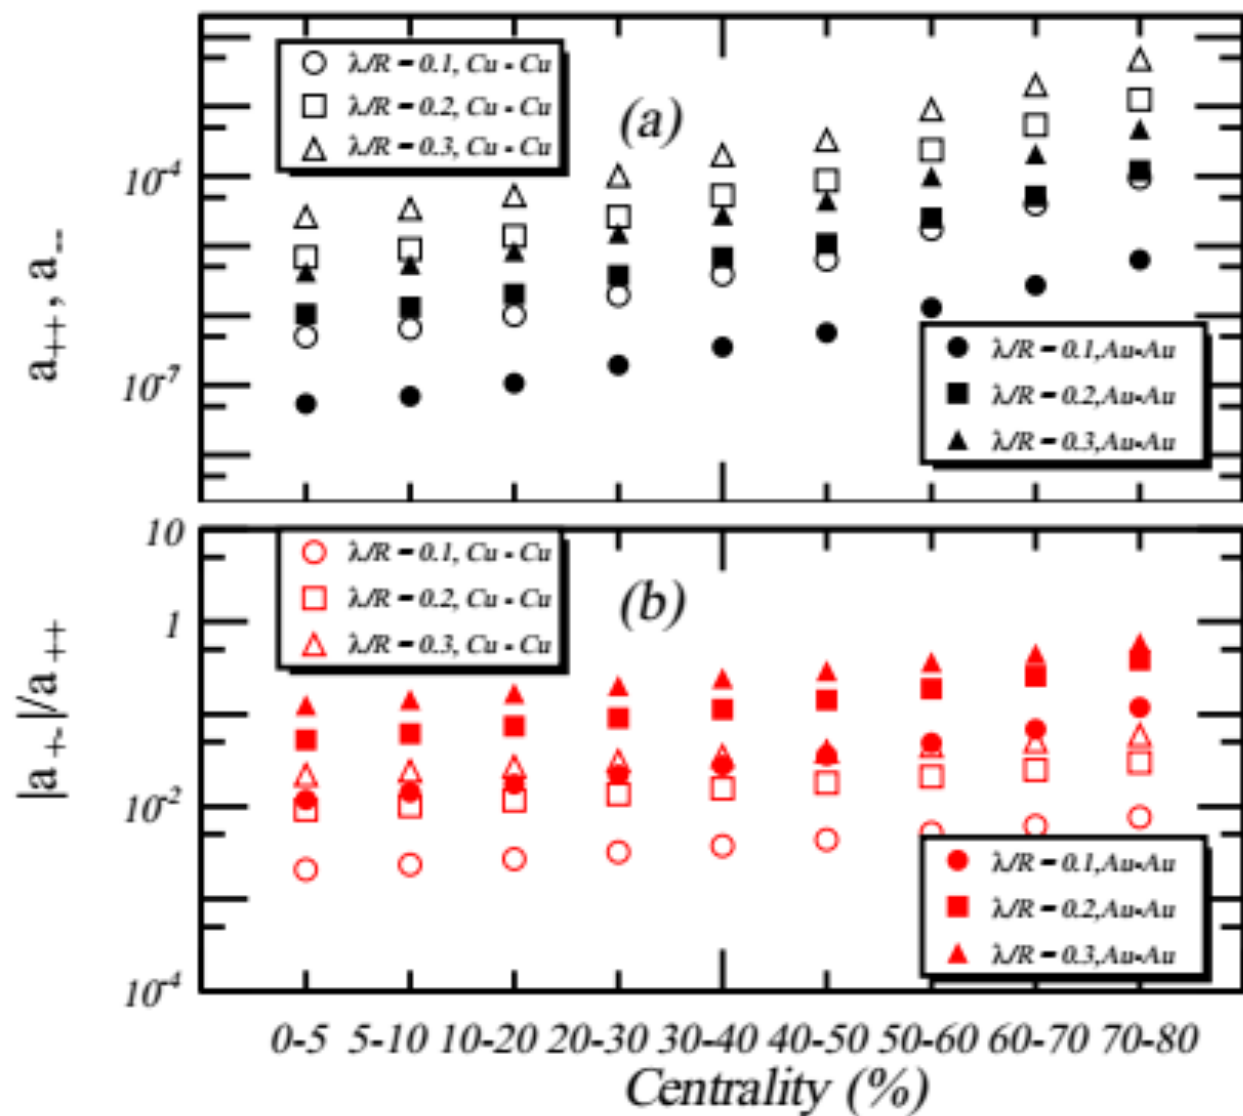 λ/R = 0.1, Cu - Cu
λ/R = 0.2, Cu - Cu
λ/R = 0.3, Cu - Cu
(a)
10⁻⁴
10⁻⁷
a₊₊, a₋₋
λ/R = 0.1,Au-Au
λ/R = 0.2,Au-Au
λ/R = 0.3,Au-Au
λ/R = 0.1, Cu - Cu
λ/R = 0.2, Cu - Cu
λ/R = 0.3, Cu - Cu
(b)
10
1
10⁻²
10⁻⁴
|a₊₋|/a₊₊
λ/R = 0.1,Au-Au
λ/R = 0.2,Au-Au
λ/R = 0.3,Au-Au
0-5 5-10 10-20 20-30 30-40 40-50 50-60 60-70 70-80
Centrality (%)